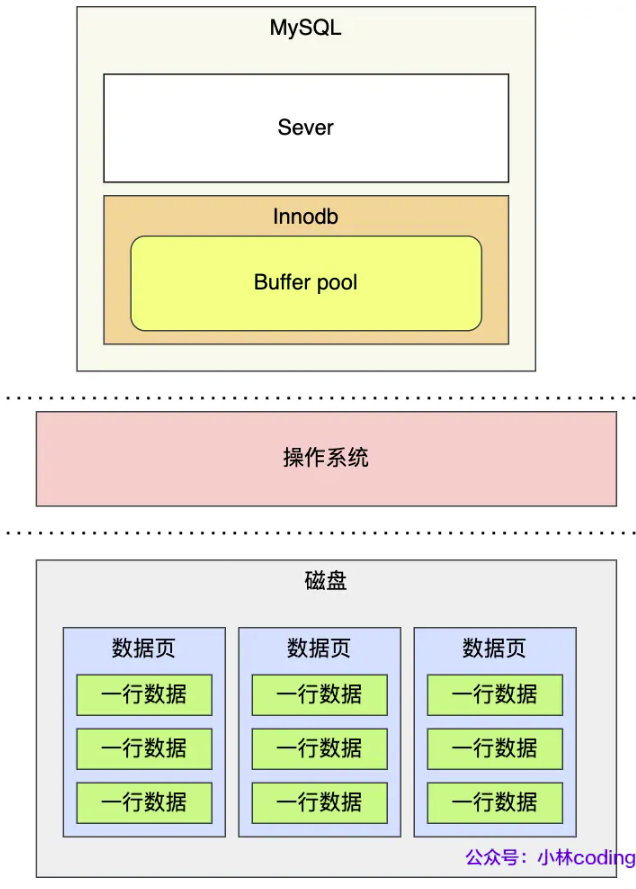 MySQL
Sever
Innodb
Buffer pool
操作系统
磁盘
数据页 数据页 数据页
一行数据 一行数据 一行数据
一行数据 一行数据 一行数据
一行数据 一行数据 一行数据
公众号：小林coding